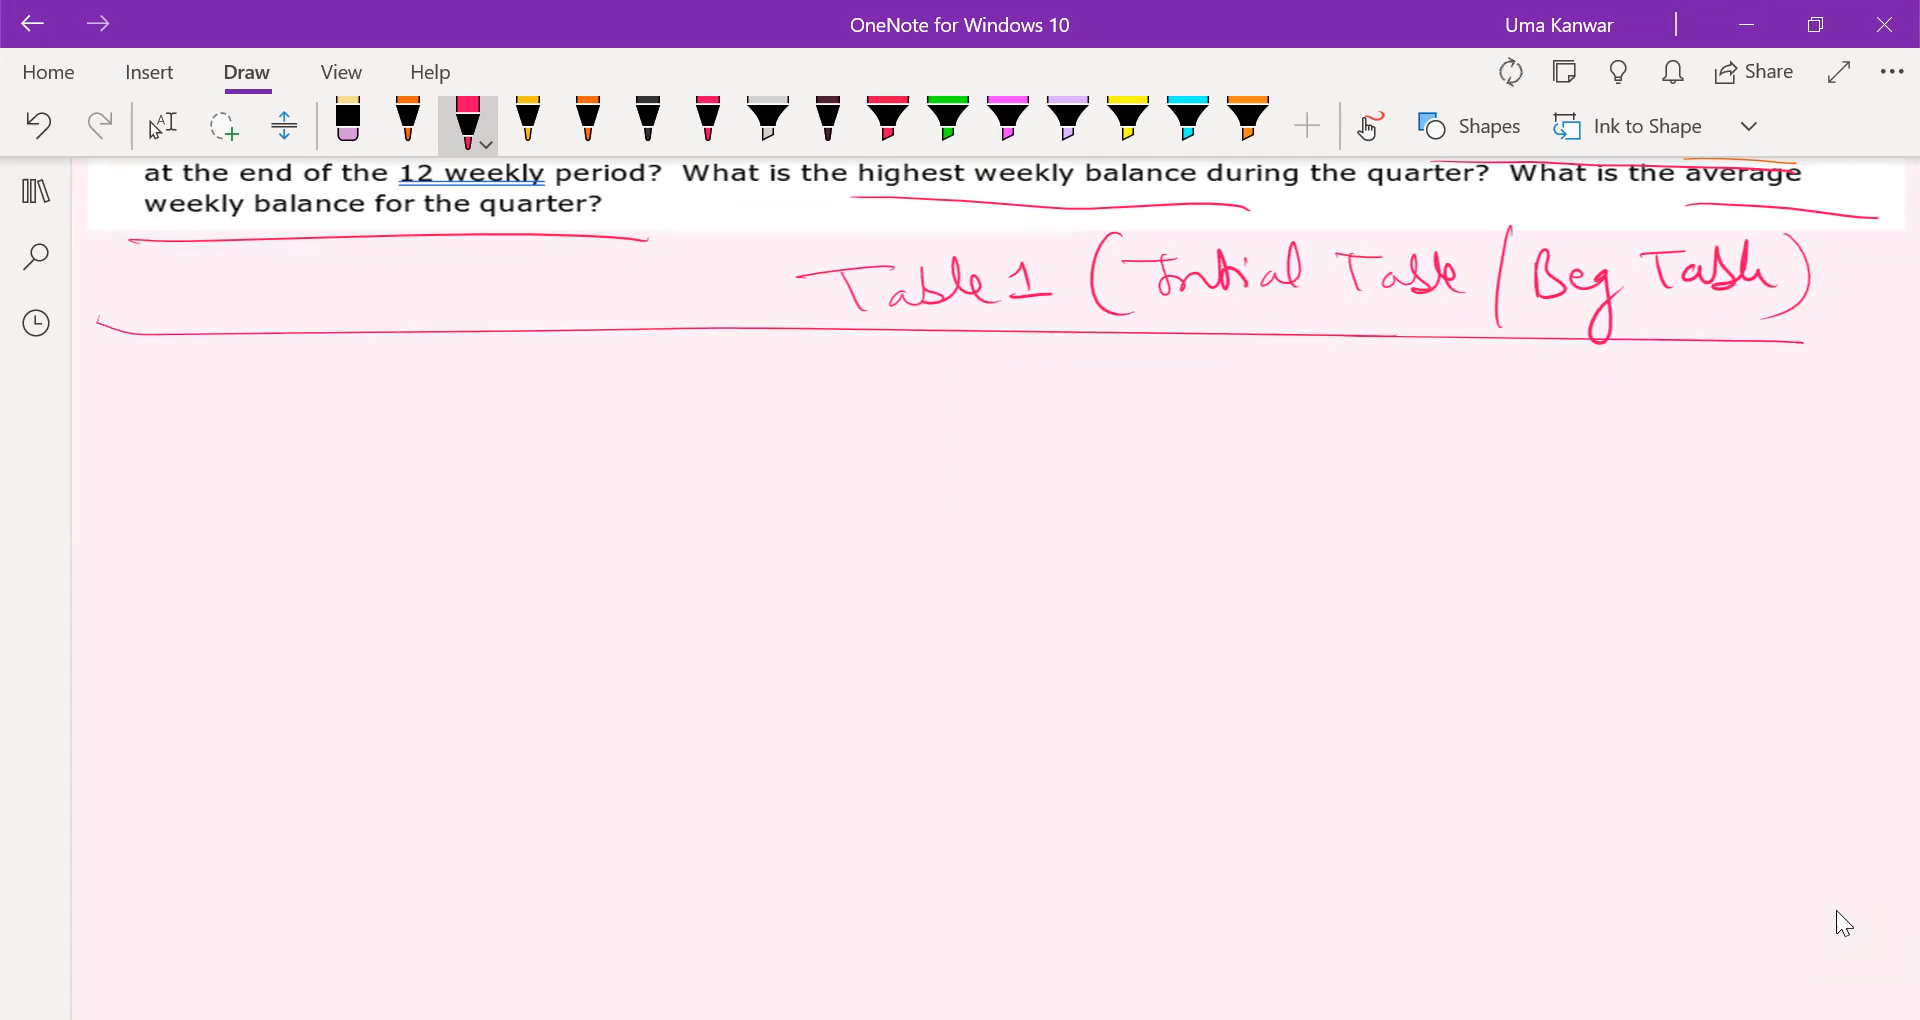 OneNote for Windows 10 Uma Kanwar
Home Insert Draw View Help Share
Shapes Ink to Shape
at the end of the 12 weekly period? What is the highest weekly balance during the quarter? What is the average
weekly balance for the quarter?
Table 1 (Initial Table / Beg Table)